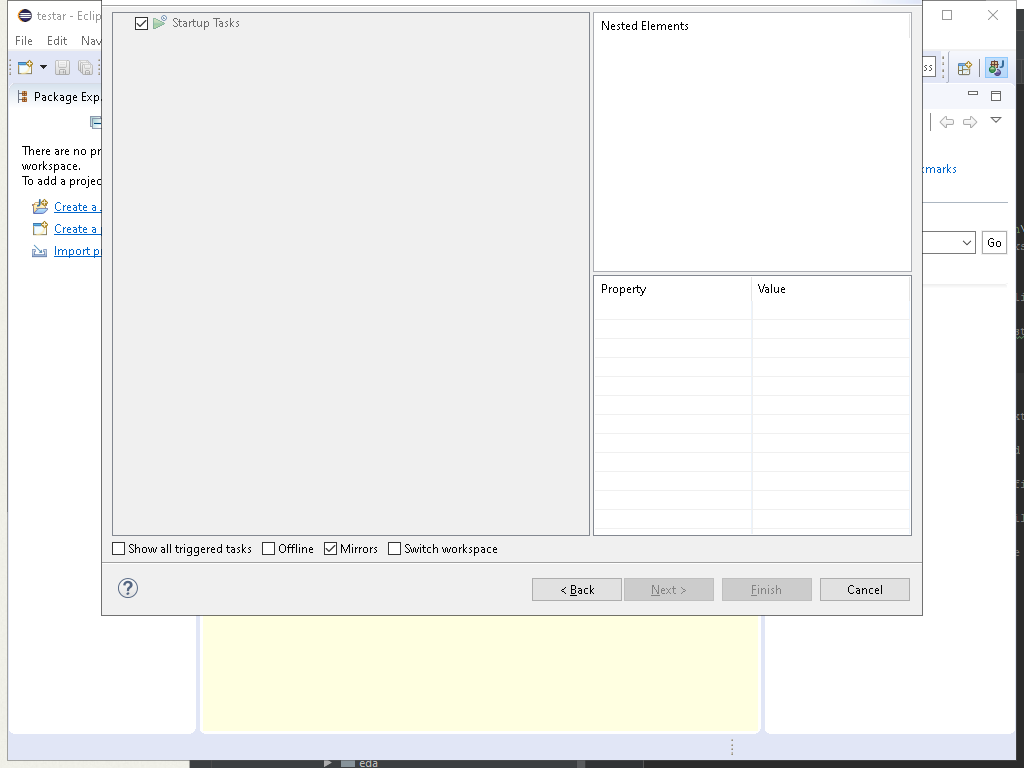 testar - Eclip
File Edit Nav
Startup Tasks
Nested Elements
Package Exp
There are no pr
workspace.
To add a projec
Create a
Create a
Import p
marks
Go
Property Value
Show all triggered tasks Offline Mirrors Switch workspace
?
< Back Next > Finish Cancel
eda